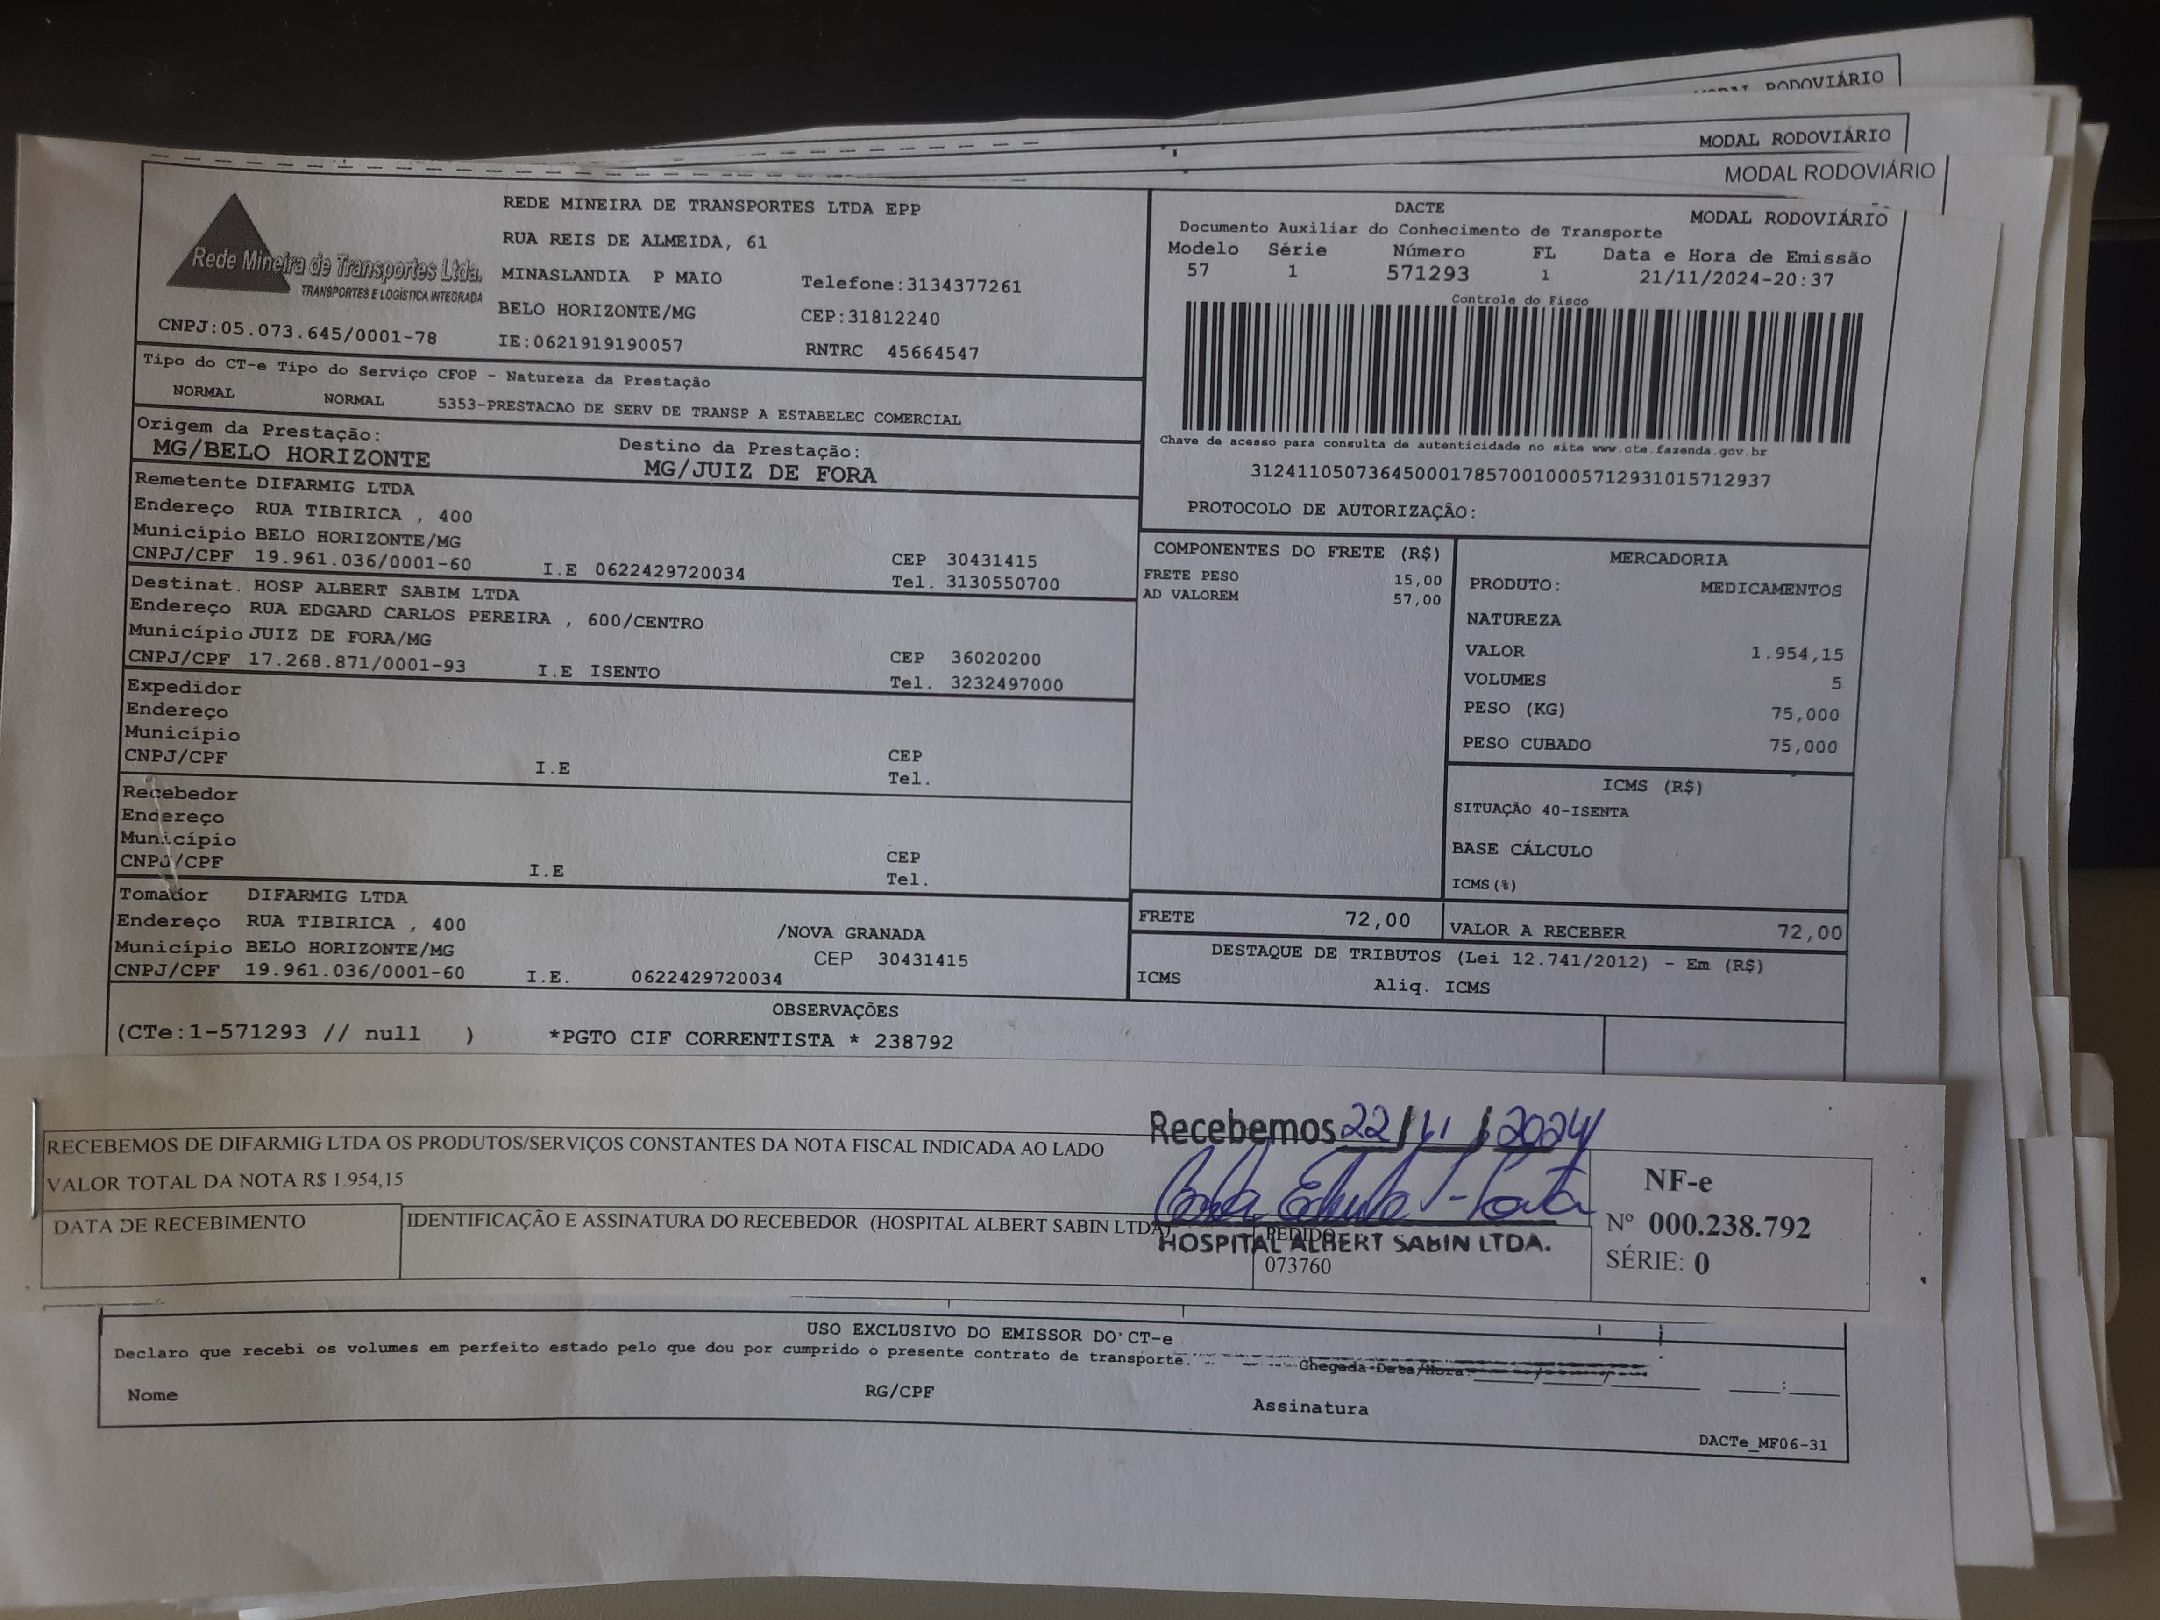 RODOVIÁRIO
MODAL RODOVIÁRIO
MODAL RODOVIÁRIO
Rede Mineira de Transportes Ltda.
TRANSPORTES E LOGÍSTICA INTEGRADA
CNPJ:05.073.645/0001-78
REDE MINEIRA DE TRANSPORTES LTDA EPP
RUA REIS DE ALMEIDA, 61
MINASLANDIA P MAIO Telefone:3134377261
BELO HORIZONTE/MG CEP:31812240
IE:0621919190057 RNTRC 45664547
DACTE MODAL RODOVIÁRIO
Documento Auxiliar do Conhecimento de Transporte
Modelo Série Número FL Data e Hora de Emissão
57 1 571293 1 21/11/2024-20:37
Controle do Fisco
Chave de acesso para consulta de autenticidade no site www.cte.fazenda.gov.br
31241105073645000178570010005712931015712937
PROTOCOLO DE AUTORIZAÇÃO:
Tipo do CT-e Tipo do Serviço CFOP - Natureza da Prestação
NORMAL NORMAL 5353-PRESTACAO DE SERV DE TRANSP A ESTABELEC COMERCIAL
Origem da Prestação: Destino da Prestação:
MG/BELO HORIZONTE MG/JUIZ DE FORA
Remetente DIFARMIG LTDA
Endereço RUA TIBIRICA , 400
Município BELO HORIZONTE/MG CEP 30431415
CNPJ/CPF 19.961.036/0001-60 I.E 0622429720034 Tel. 3130550700
Destinat. HOSP ALBERT SABIM LTDA
Endereço RUA EDGARD CARLOS PEREIRA , 600/CENTRO
Município JUIZ DE FORA/MG CEP 36020200
CNPJ/CPF 17.268.871/0001-93 I.E ISENTO Tel. 3232497000
Expedidor
Endereço
Município CEP
CNPJ/CPF I.E Tel.
Recebedor
Endereço
Município CEP
CNPJ/CPF I.E Tel.
Tomador DIFARMIG LTDA
Endereço RUA TIBIRICA , 400 /NOVA GRANADA
Município BELO HORIZONTE/MG CEP 30431415
CNPJ/CPF 19.961.036/0001-60 I.E. 0622429720034
COMPONENTES DO FRETE (R$)
FRETE PESO 15,00
AD VALOREM 57,00
MERCADORIA
PRODUTO: MEDICAMENTOS
NATUREZA
VALOR 1.954,15
VOLUMES 5
PESO (KG) 75,000
PESO CUBADO 75,000
ICMS (R$)
SITUAÇÃO 40-ISENTA
BASE CÁLCULO
ICMS(%)
FRETE 72,00 VALOR A RECEBER 72,00
DESTAQUE DE TRIBUTOS (Lei 12.741/2012) - Em (R$)
ICMS Aliq. ICMS
OBSERVAÇÕES
(CTe:1-571293 // null ) *PGTO CIF CORRENTISTA * 238792
Recebemos 22/11/2024
RECEBEMOS DE DIFARMIG LTDA OS PRODUTOS/SERVIÇOS CONSTANTES DA NOTA FISCAL INDICADA AO LADO
VALOR TOTAL DA NOTA R$ 1.954,15
DATA DE RECEBIMENTO IDENTIFICAÇÃO E ASSINATURA DO RECEBEDOR (HOSPITAL ALBERT SABIN LTDA)
HOSPITAL ALBERT SABIN LTDA.
PEDIDO
073760
NF-e
Nº 000.238.792
SÉRIE: 0
USO EXCLUSIVO DO EMISSOR DO CT-e
Declaro que recebi os volumes em perfeito estado pelo que dou por cumprido o presente contrato de transporte. Chegada Data/Hora:
Nome RG/CPF Assinatura
DACTe_MF06-31